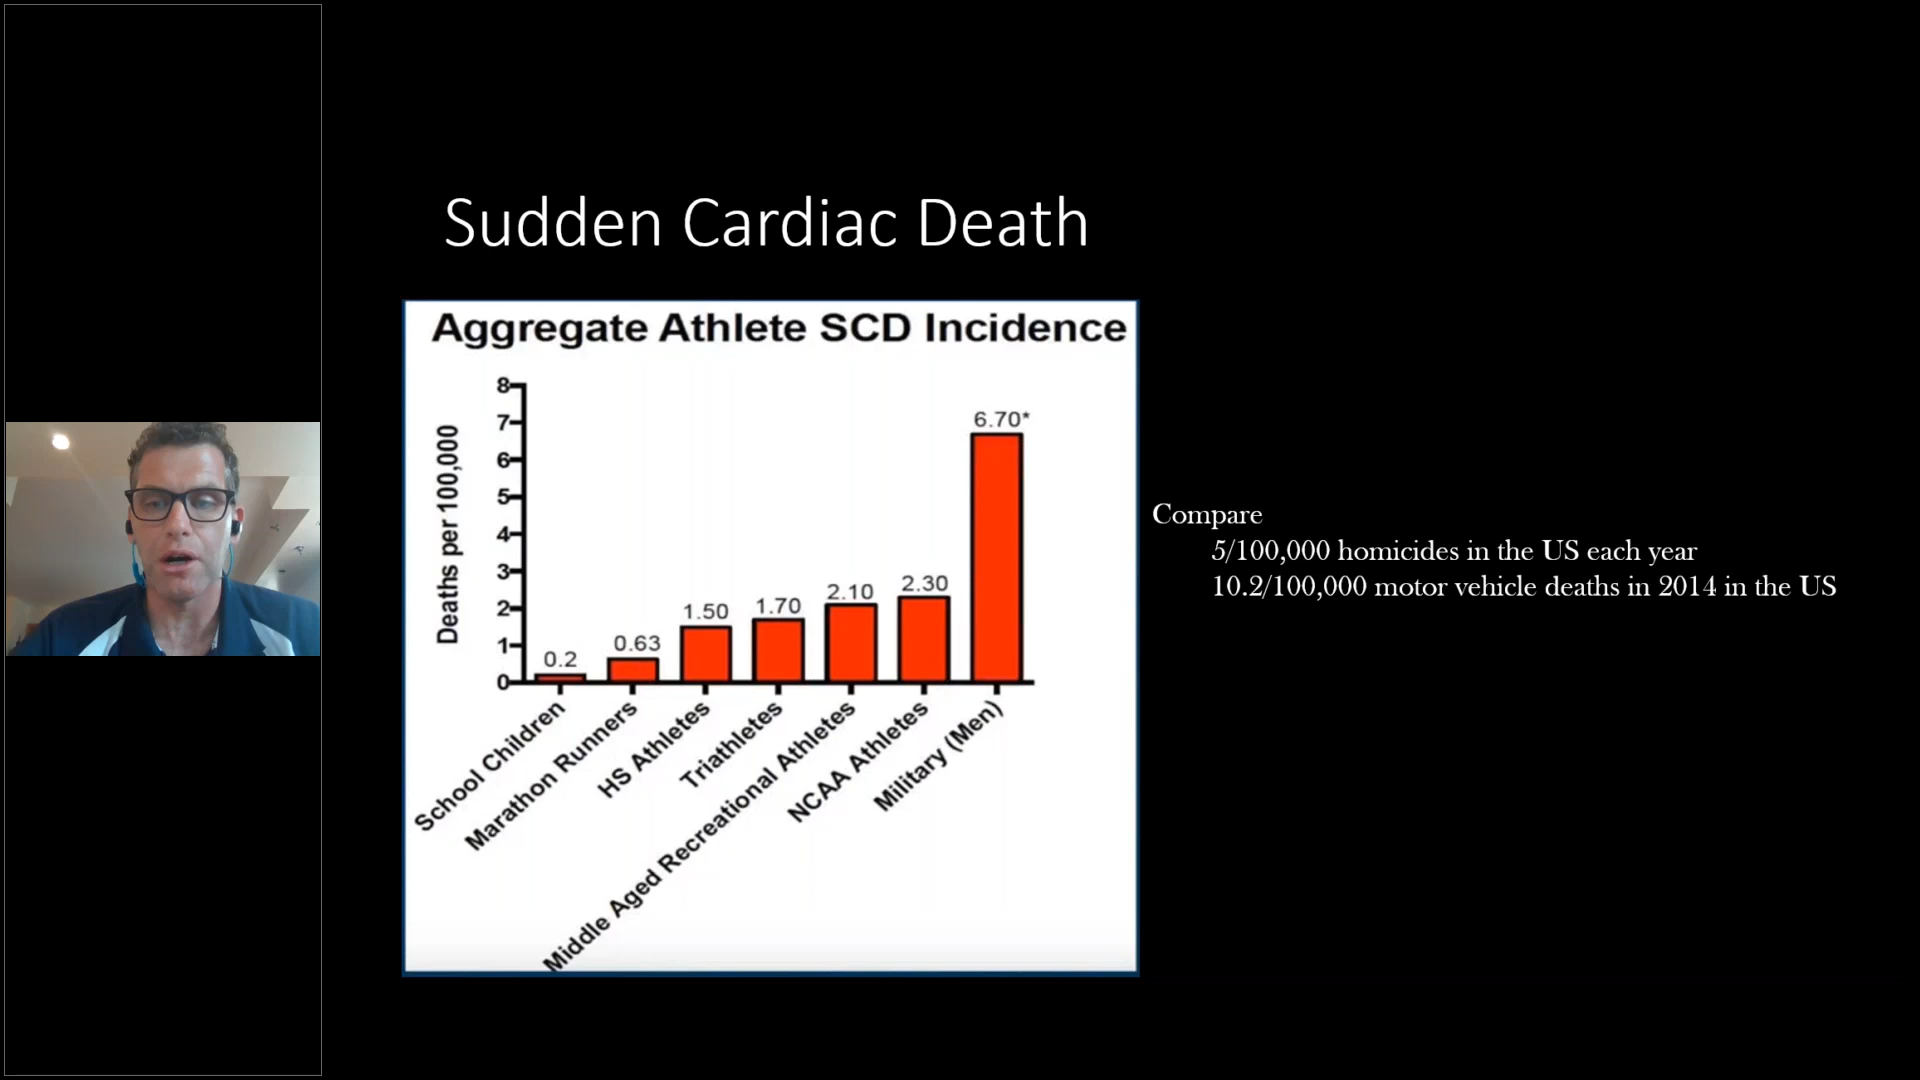 Sudden Cardiac Death
Aggregate Athlete SCD Incidence
Deaths per 100,000
8
7
6
5
4
3
2
1
0
0.2
0.63
1.50
1.70
2.10
2.30
6.70*
School Children
Marathon Runners
HS Athletes
Triathletes
Middle Aged Recreational Athletes
NCAA Athletes
Military (Men)
Compare
5/100,000 homicides in the US each year
10.2/100,000 motor vehicle deaths in 2014 in the US